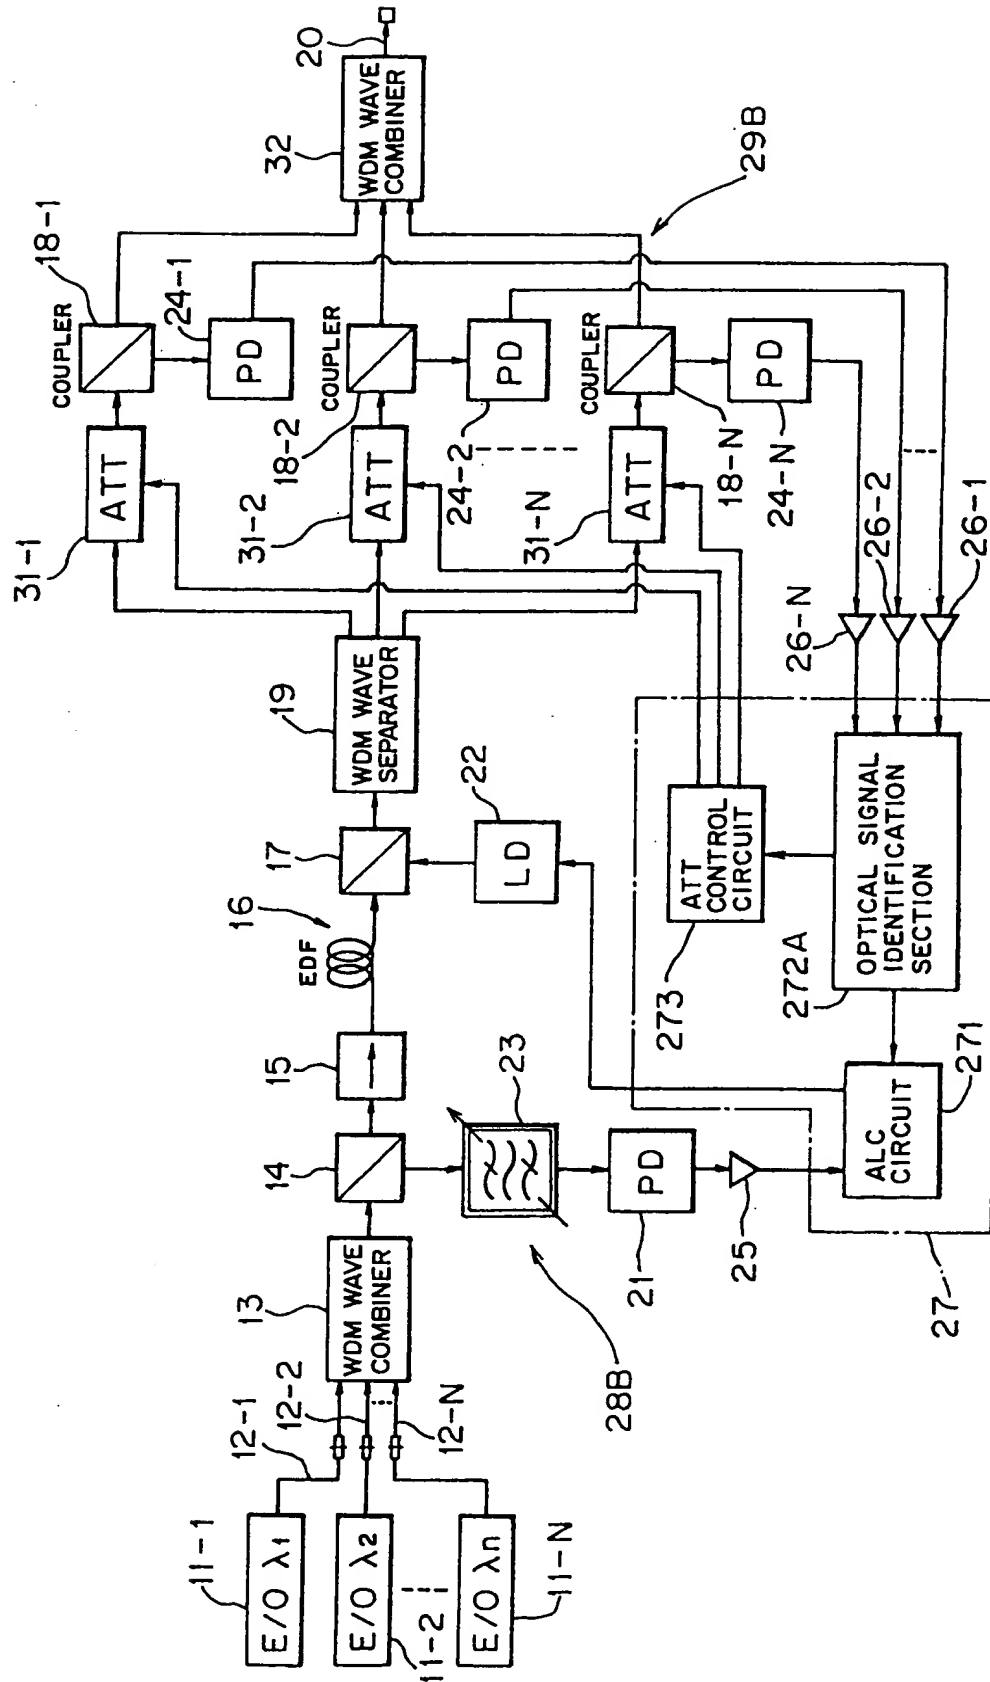 E/O λ1
11-1
E/O λ2
11-2
E/O λn
11-N
12-1
12-2
12-N
WDM WAVE
COMBINER
13
14
15
EDF
16
17
WDM WAVE
SEPARATOR
19
LD
22
23
28B
PD
21
25
ALC
CIRCUIT
271
27
OPTICAL SIGNAL
IDENTIFICATION
SECTION
272A
ATT
CONTROL
CIRCUIT
273
26-N
26-2
26-1
ATT
31-1
ATT
31-2
ATT
31-N
COUPLER
18-1
PD
24-1
COUPLER
18-2
PD
24-2
COUPLER
18-N
PD
24-N
29B
WDM WAVE
COMBINER
32
20